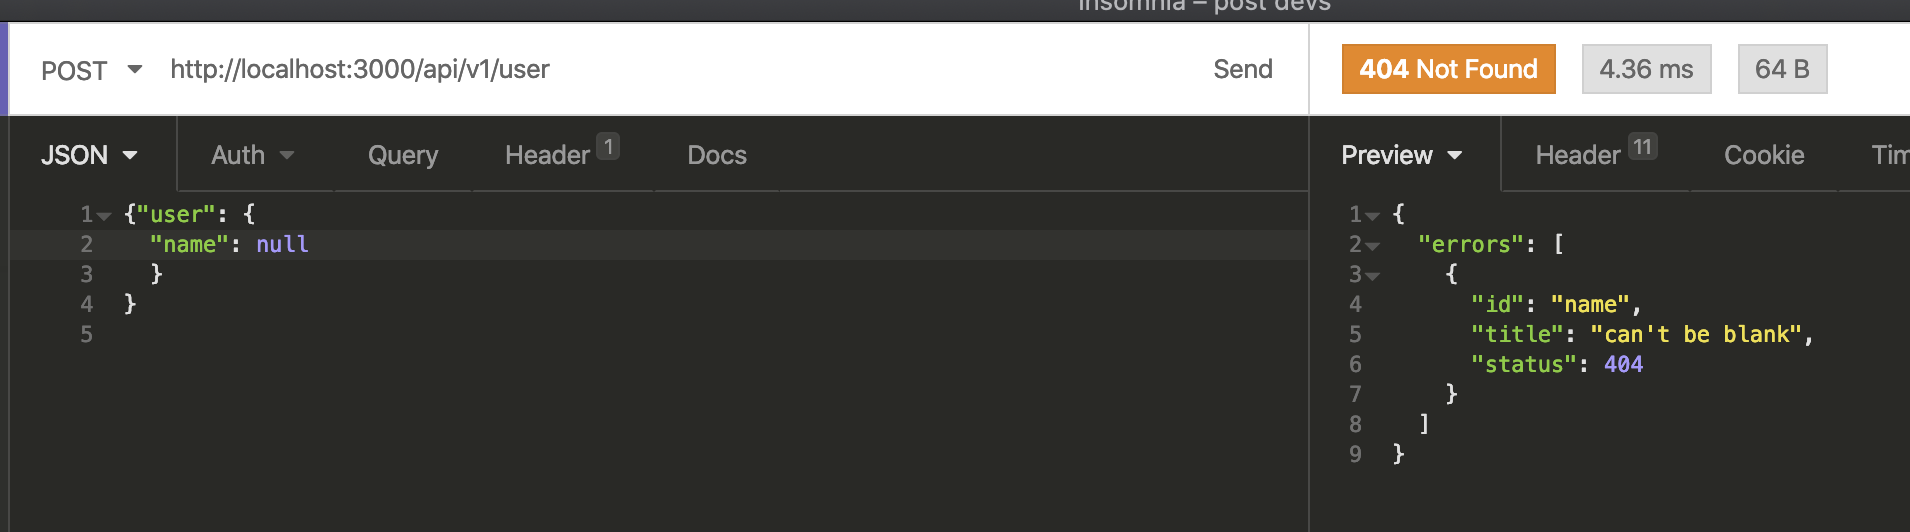 Insomnia – post devs
POST http://localhost:3000/api/v1/user Send 404 Not Found 4.36 ms 64 B
JSON Auth Query Header 1 Docs
1 {"user": {
2 "name": null
3 }
4 }
5
Preview Header 11 Cookie Tim
1 {
2 "errors": [
3 {
4 "id": "name",
5 "title": "can't be blank",
6 "status": 404
7 }
8 ]
9 }